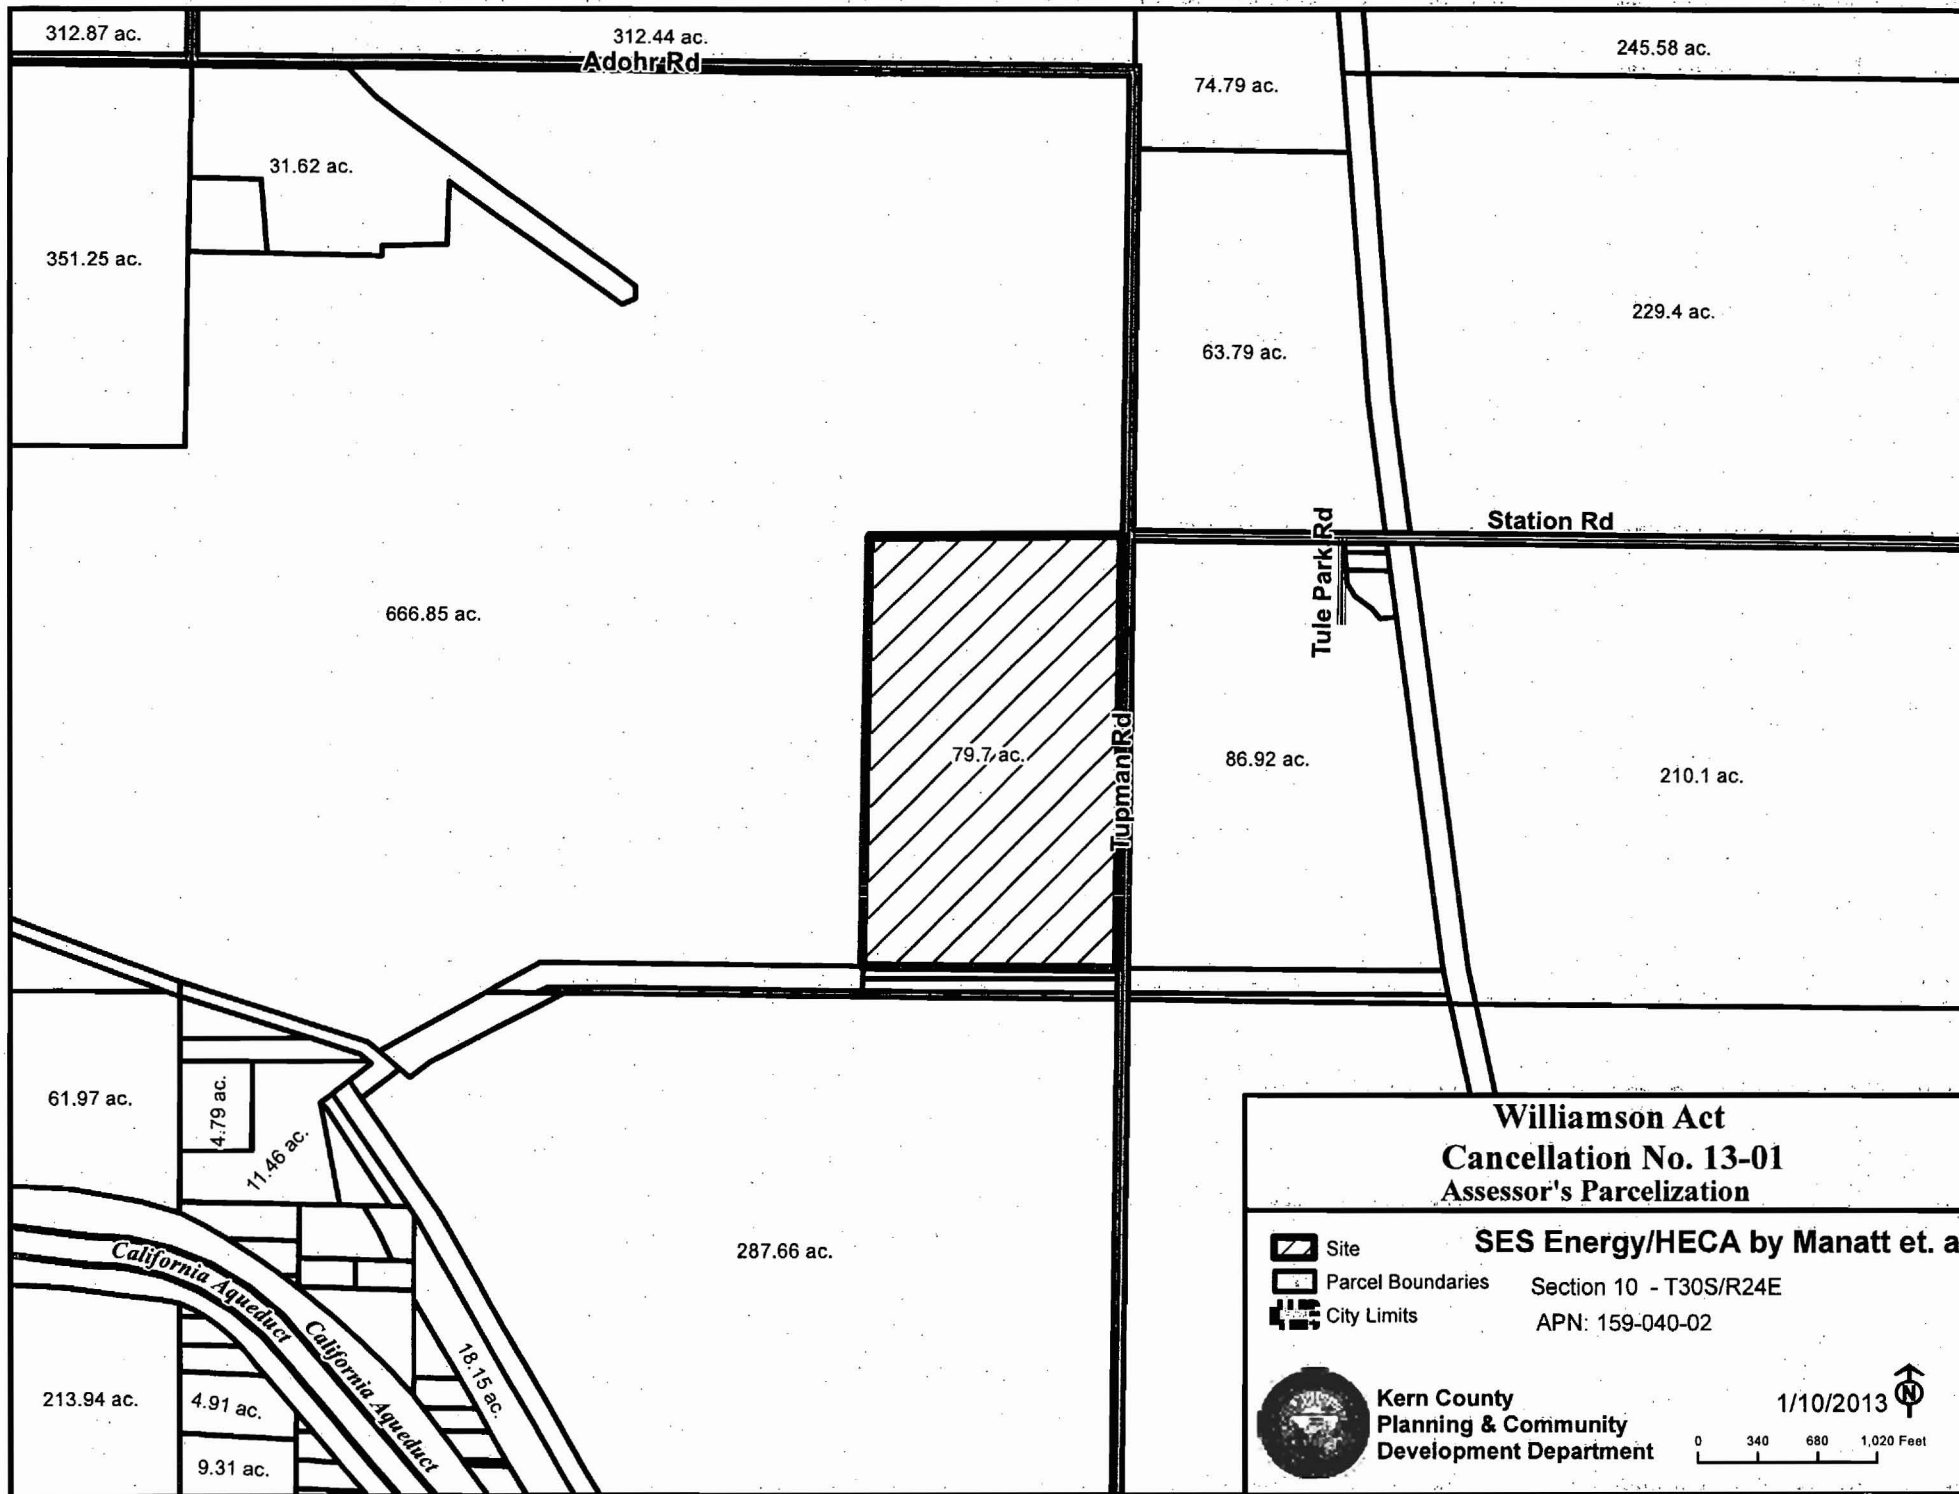 312.87 ac.
312.44 ac.
245.58 ac.
Adohr Rd
74.79 ac.
31.62 ac.
351.25 ac.
229.4 ac.
63.79 ac.
Station Rd
Tule Park Rd
666.85 ac.
79.7 ac.
Tupman Rd
86.92 ac.
210.1 ac.
61.97 ac.
4.79 ac.
11.46 ac.
287.66 ac.
California Aqueduct
California Aqueduct
18.15 ac.
213.94 ac.
4.91 ac.
9.31 ac.
Williamson Act
Cancellation No. 13-01
Assessor's Parcelization
SES Energy/HECA by Manatt et. a
Site
Parcel Boundaries
City Limits
Section 10 - T30S/R24E
APN: 159-040-02
Kern County
Planning & Community
Development Department
1/10/2013
N
0 340 680 1,020 Feet